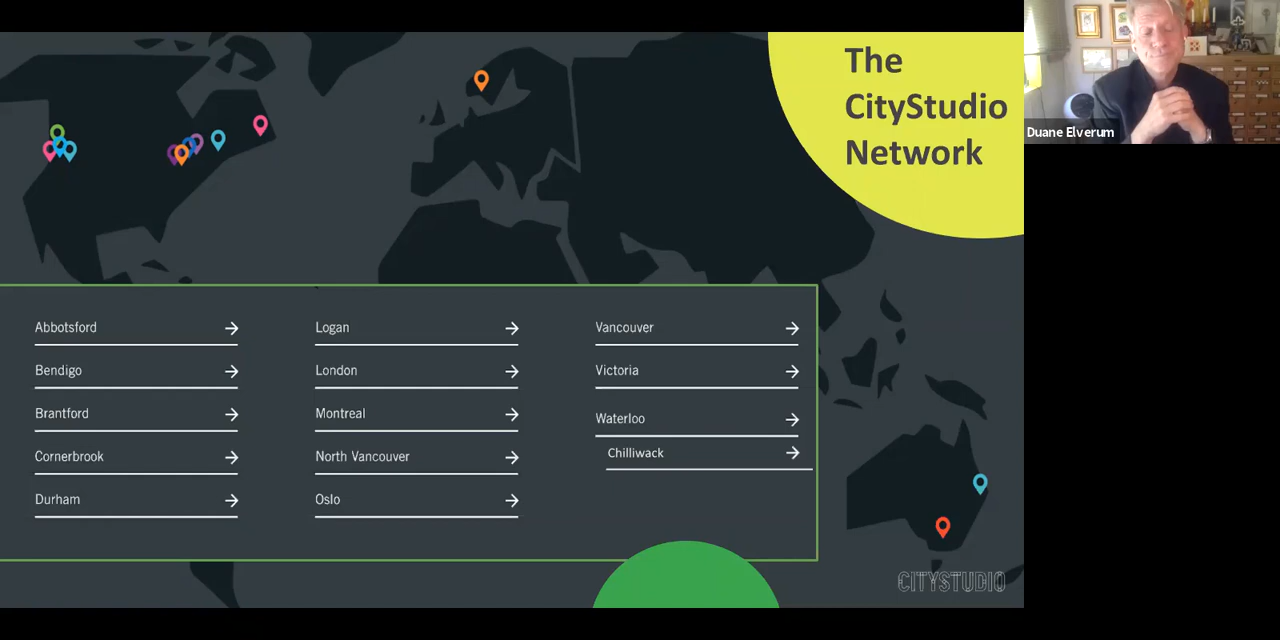 The
CityStudio
Network
Duane Elverum
Abbotsford
Bendigo
Brantford
Cornerbrook
Durham
Logan
London
Montreal
North Vancouver
Oslo
Vancouver
Victoria
Waterloo
Chilliwack
CITYSTUDIO